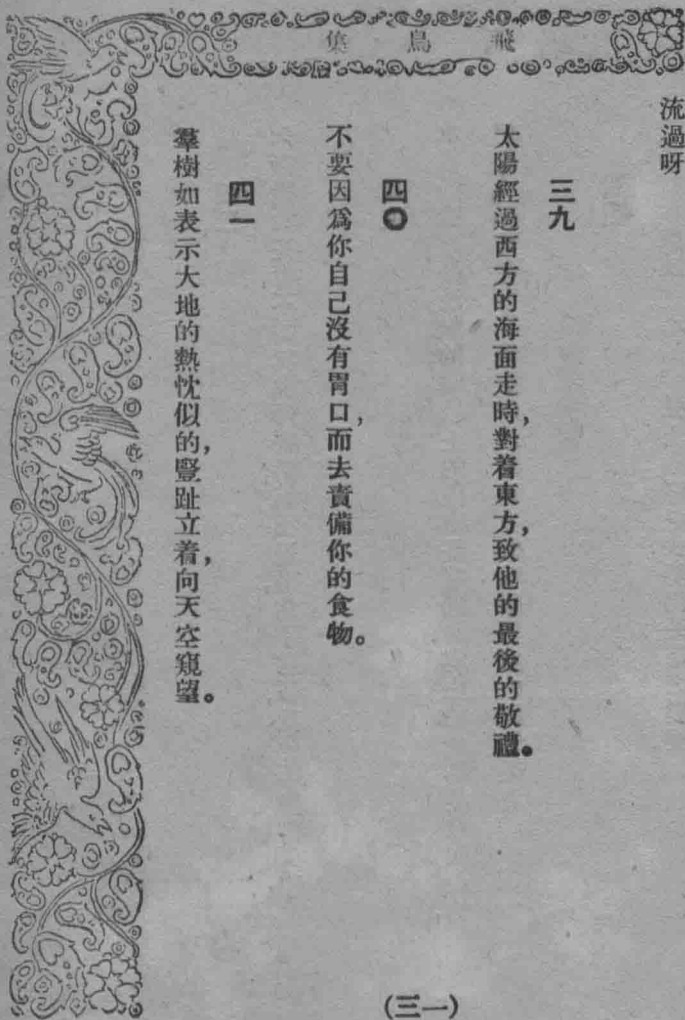 飛鳥集
流過呀
三九
太陽經過西方的海面走時,對着東方,致他的最後的敬禮。
四〇
不要因爲你自己沒有胃口,而去責備你的食物。
四一
羣樹如表示大地的熱忱似的,豎趾立着,向天空窺望。
(三一)